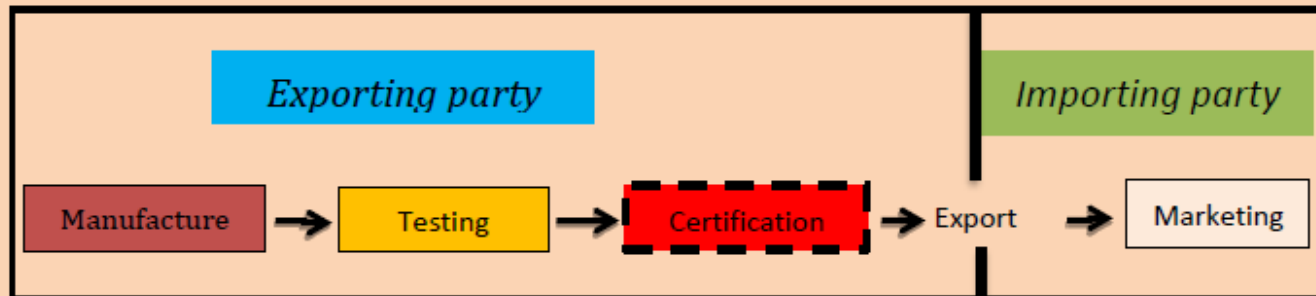 Exporting party
Importing party
Manufacture
Testing
Certification
Export
Marketing